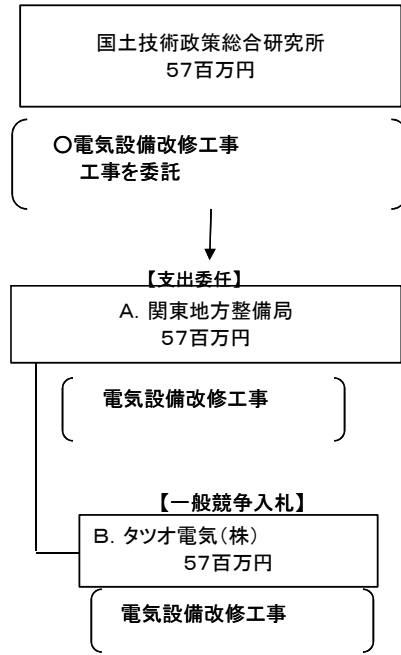 国土技術政策総合研究所
57百万円
〇電気設備改修工事
工事を委託
【支出委任】
A. 関東地方整備局
57百万円
電気設備改修工事
【一般競争入札】
B. タツオ電気(株)
57百万円
電気設備改修工事